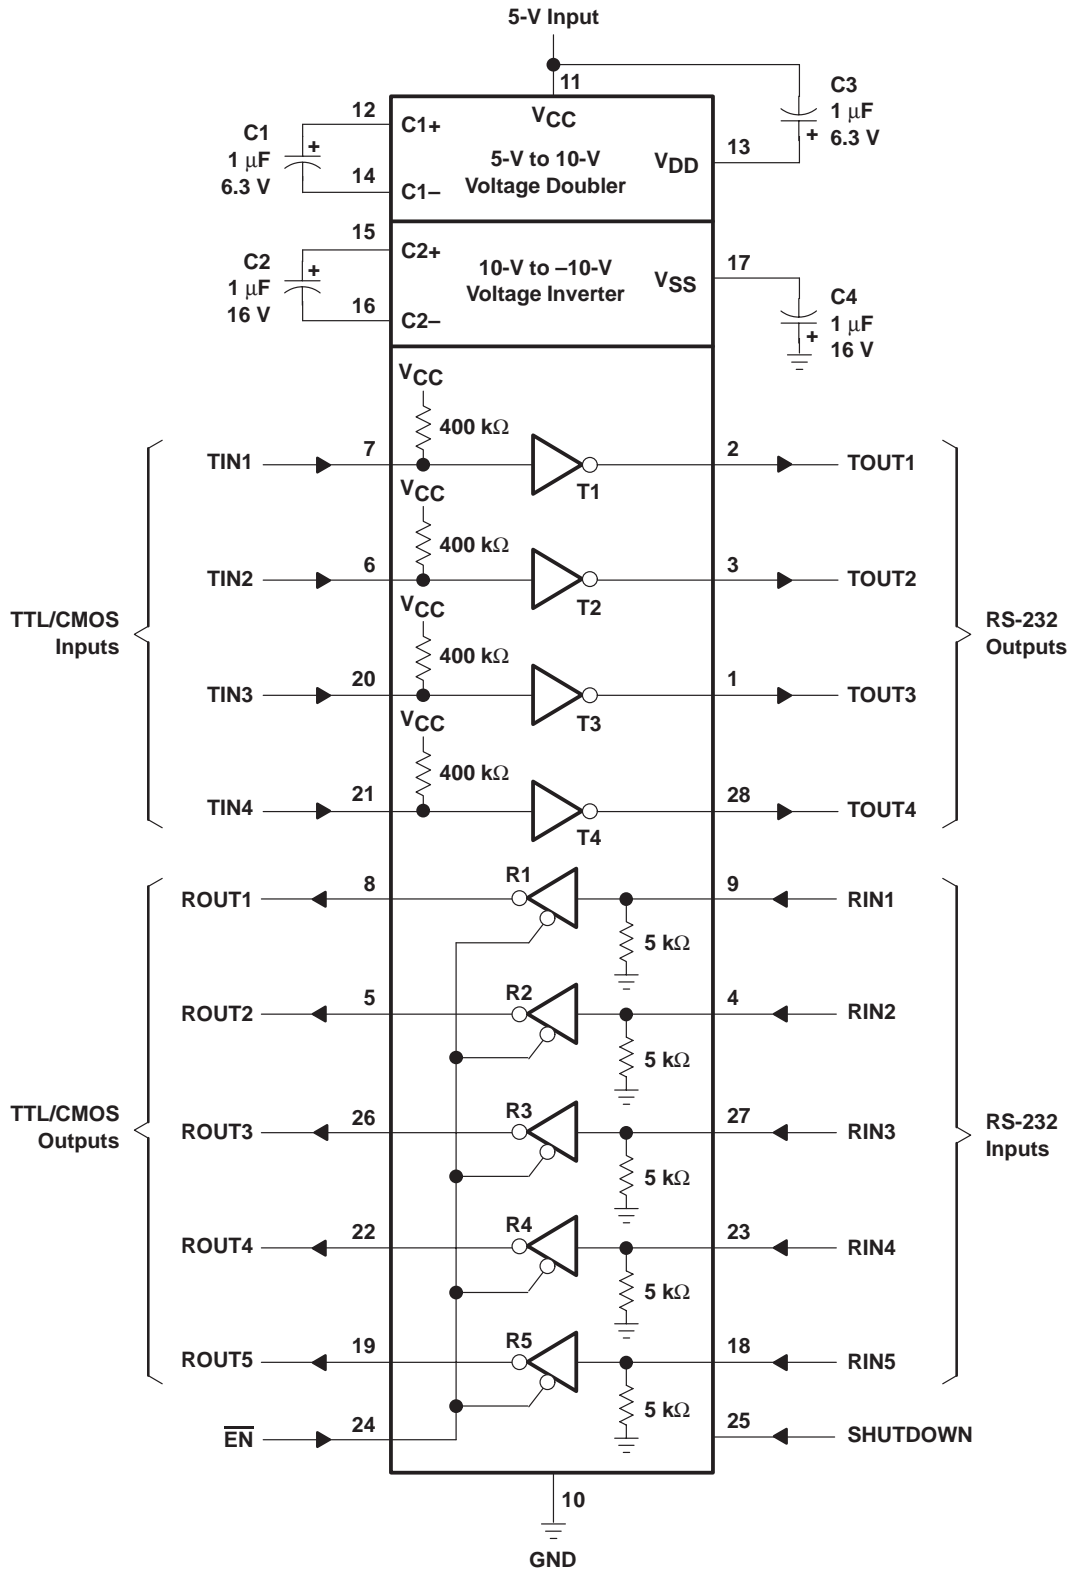 5-V Input
11
C3
1 μF
6.3 V
+
12
C1+
VCC
C1
1 μF
6.3 V
+
5-V to 10-V
Voltage Doubler
VDD
13
14
C1–
15
C2+
C2
1 μF
16 V
+
10-V to –10-V
Voltage Inverter
VSS
17
16
C2–
C4
1 μF
16 V
+
VCC
400 kΩ
TIN1
7
T1
2
TOUT1
VCC
400 kΩ
TIN2
6
T2
3
TOUT2
TTL/CMOS
Inputs
RS-232
Outputs
VCC
400 kΩ
TIN3
20
T3
1
TOUT3
VCC
400 kΩ
TIN4
21
T4
28
TOUT4
ROUT1
8
R1
9
RIN1
5 kΩ
ROUT2
5
R2
4
RIN2
5 kΩ
TTL/CMOS
Outputs
RS-232
Inputs
ROUT3
26
R3
27
RIN3
5 kΩ
ROUT4
22
R4
23
RIN4
5 kΩ
ROUT5
19
R5
18
RIN5
5 kΩ
E̅N̅
24
25
SHUTDOWN
10
GND